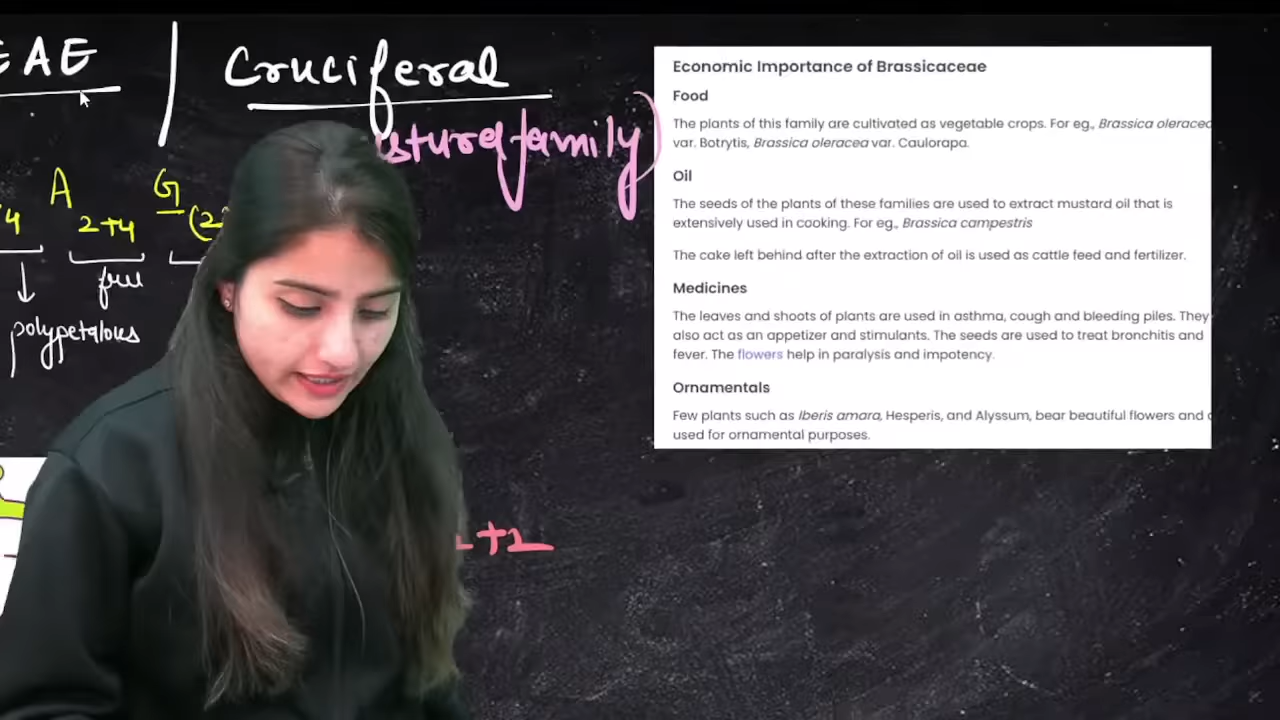 EAE | Cruciferal
family)
4 A 2+4 G (2)
free
polypetalous
2+2
Economic Importance of Brassicaceae
Food
The plants of this family are cultivated as vegetable crops. For eg., Brassica oleracea
var. Botrytis, Brassica oleracea var. Caulorapa.
Oil
The seeds of the plants of these families are used to extract mustard oil that is
extensively used in cooking. For eg., Brassica campestris
The cake left behind after the extraction of oil is used as cattle feed and fertilizer.
Medicines
The leaves and shoots of plants are used in asthma, cough and bleeding piles. They
also act as an appetizer and stimulants. The seeds are used to treat bronchitis and
fever. The flowers help in paralysis and impotency.
Ornamentals
Few plants such as Iberis amara, Hesperis, and Alyssum, bear beautiful flowers and
used for ornamental purposes.